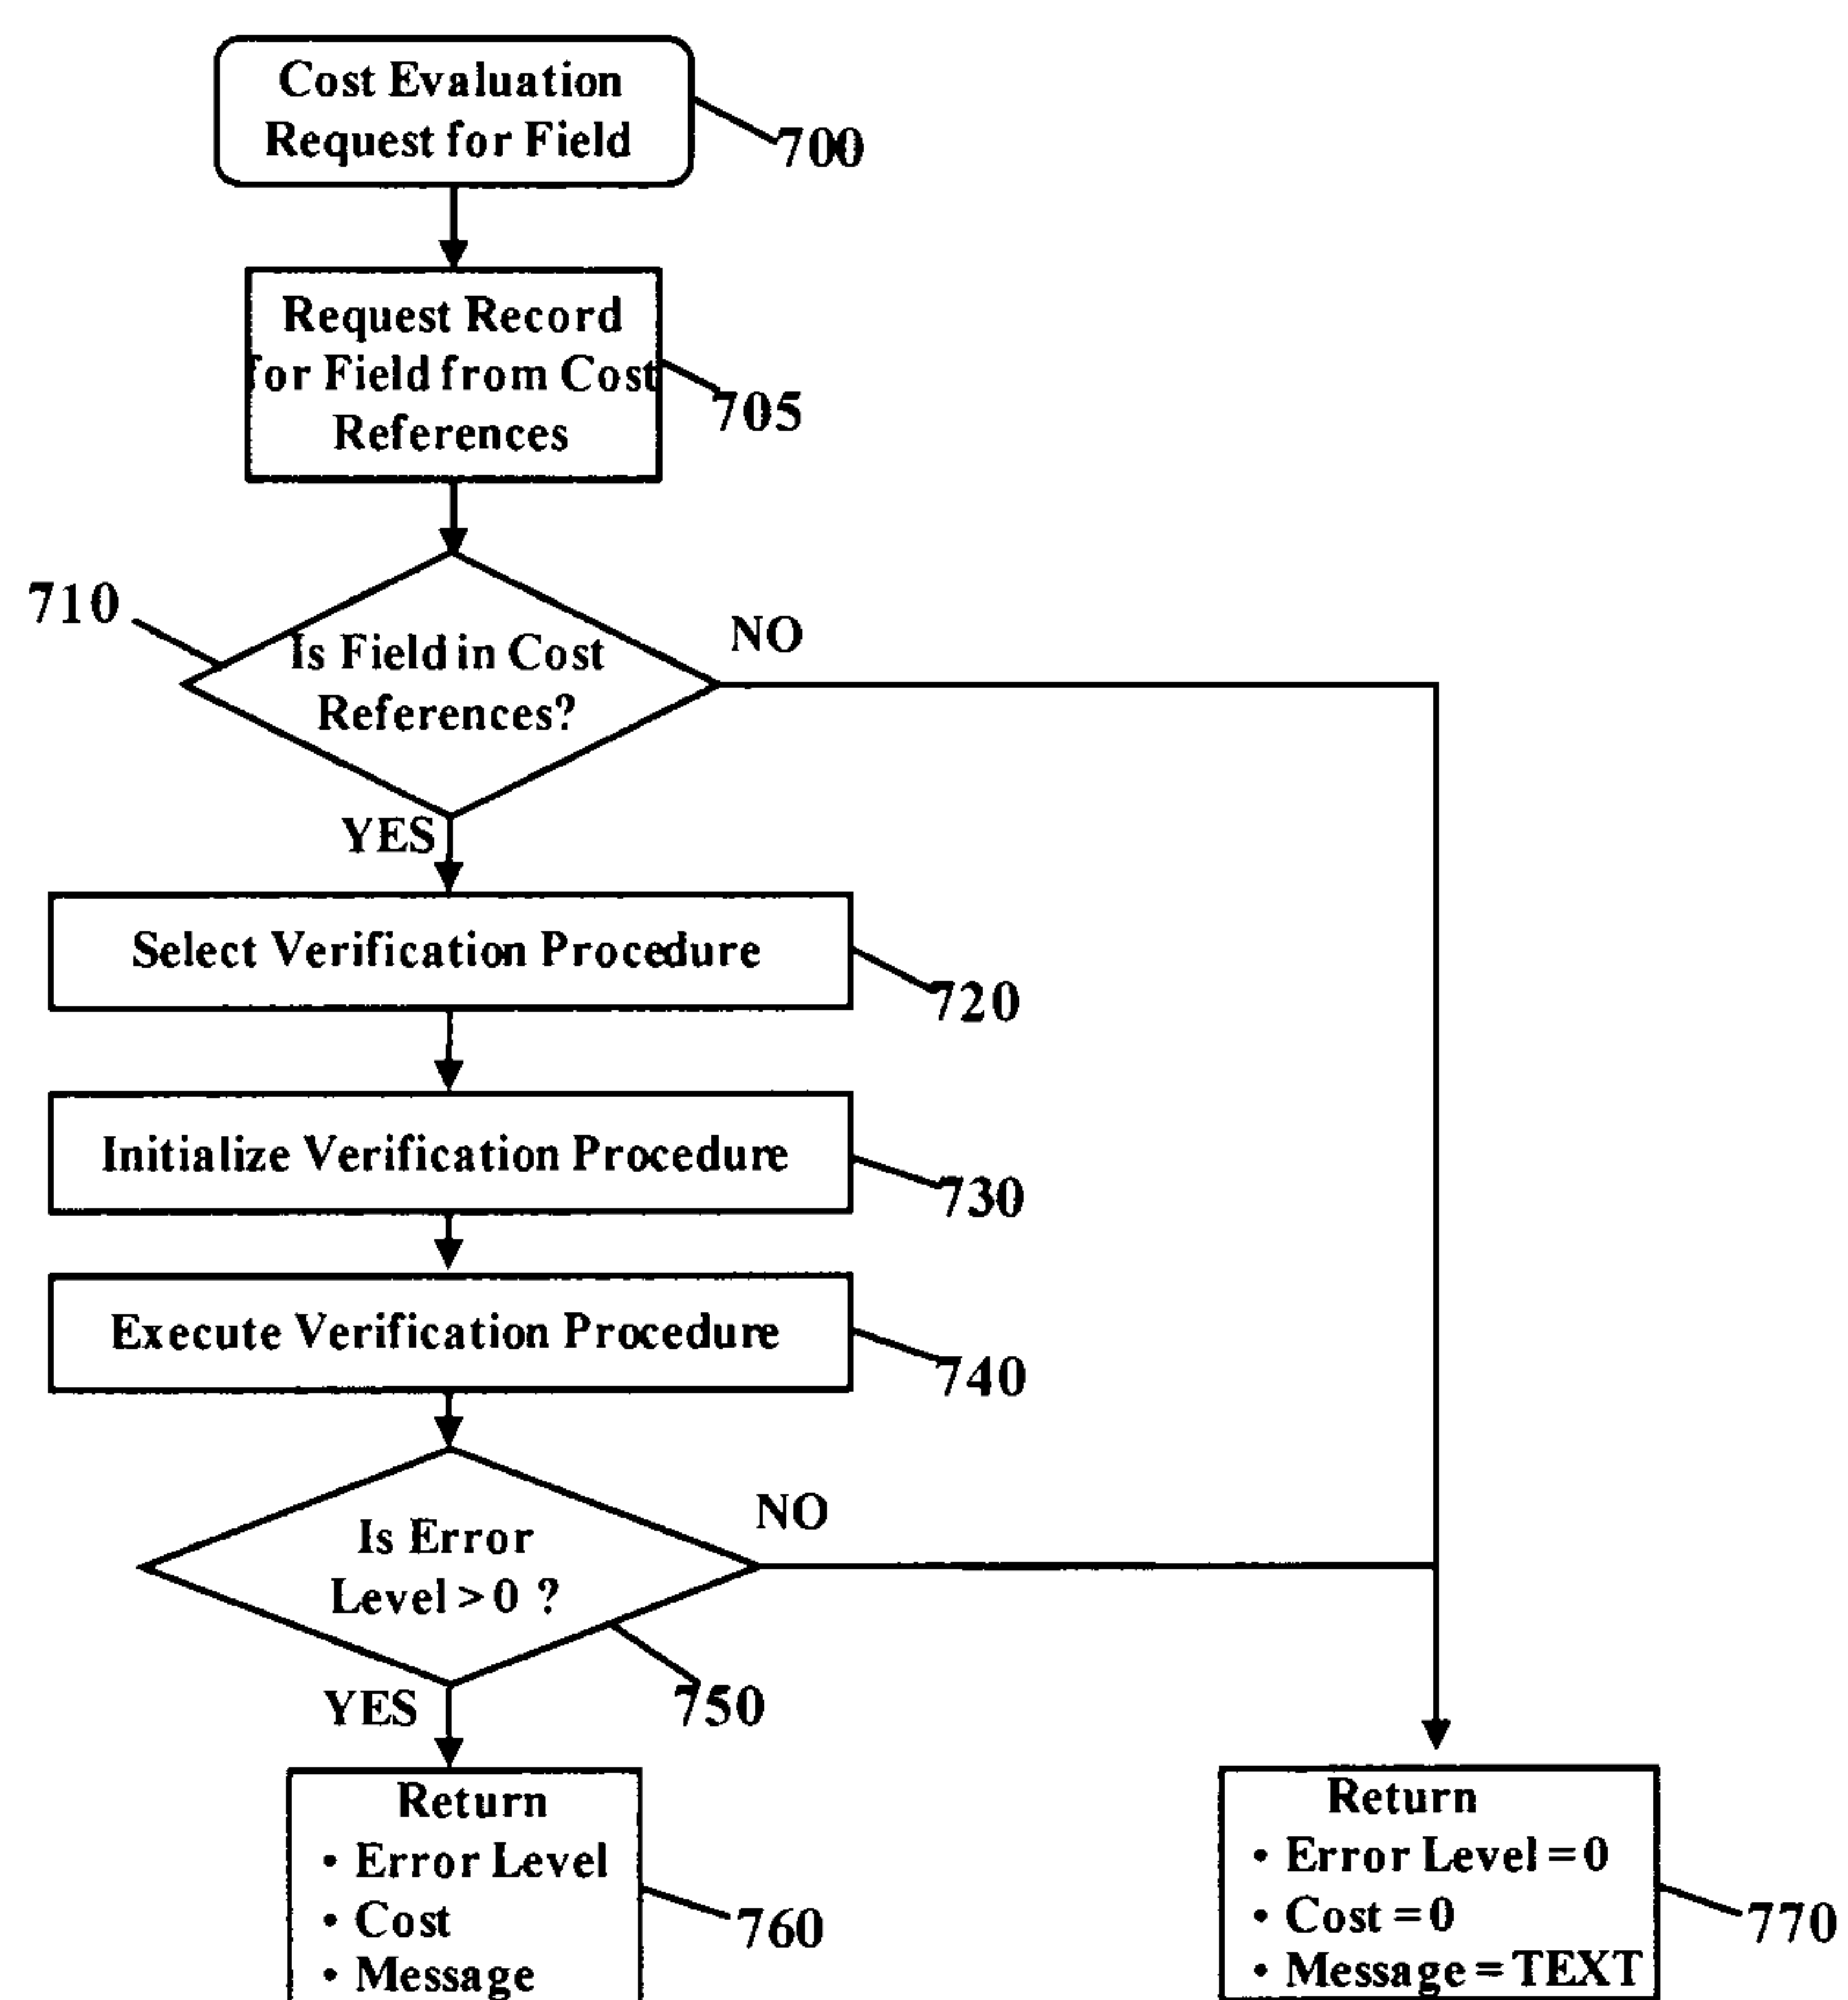 Cost Evaluation
Request for Field
700
Request Record
for Field from Cost
References
705
710
Is Field in Cost
References?
NO
YES
Select Verification Procedure
720
Initialize Verification Procedure
730
Execute Verification Procedure
740
Is Error
Level > 0 ?
NO
750
YES
Return
• Error Level
• Cost
• Message
760
Return
• Error Level = 0
• Cost = 0
• Message = TEXT
770